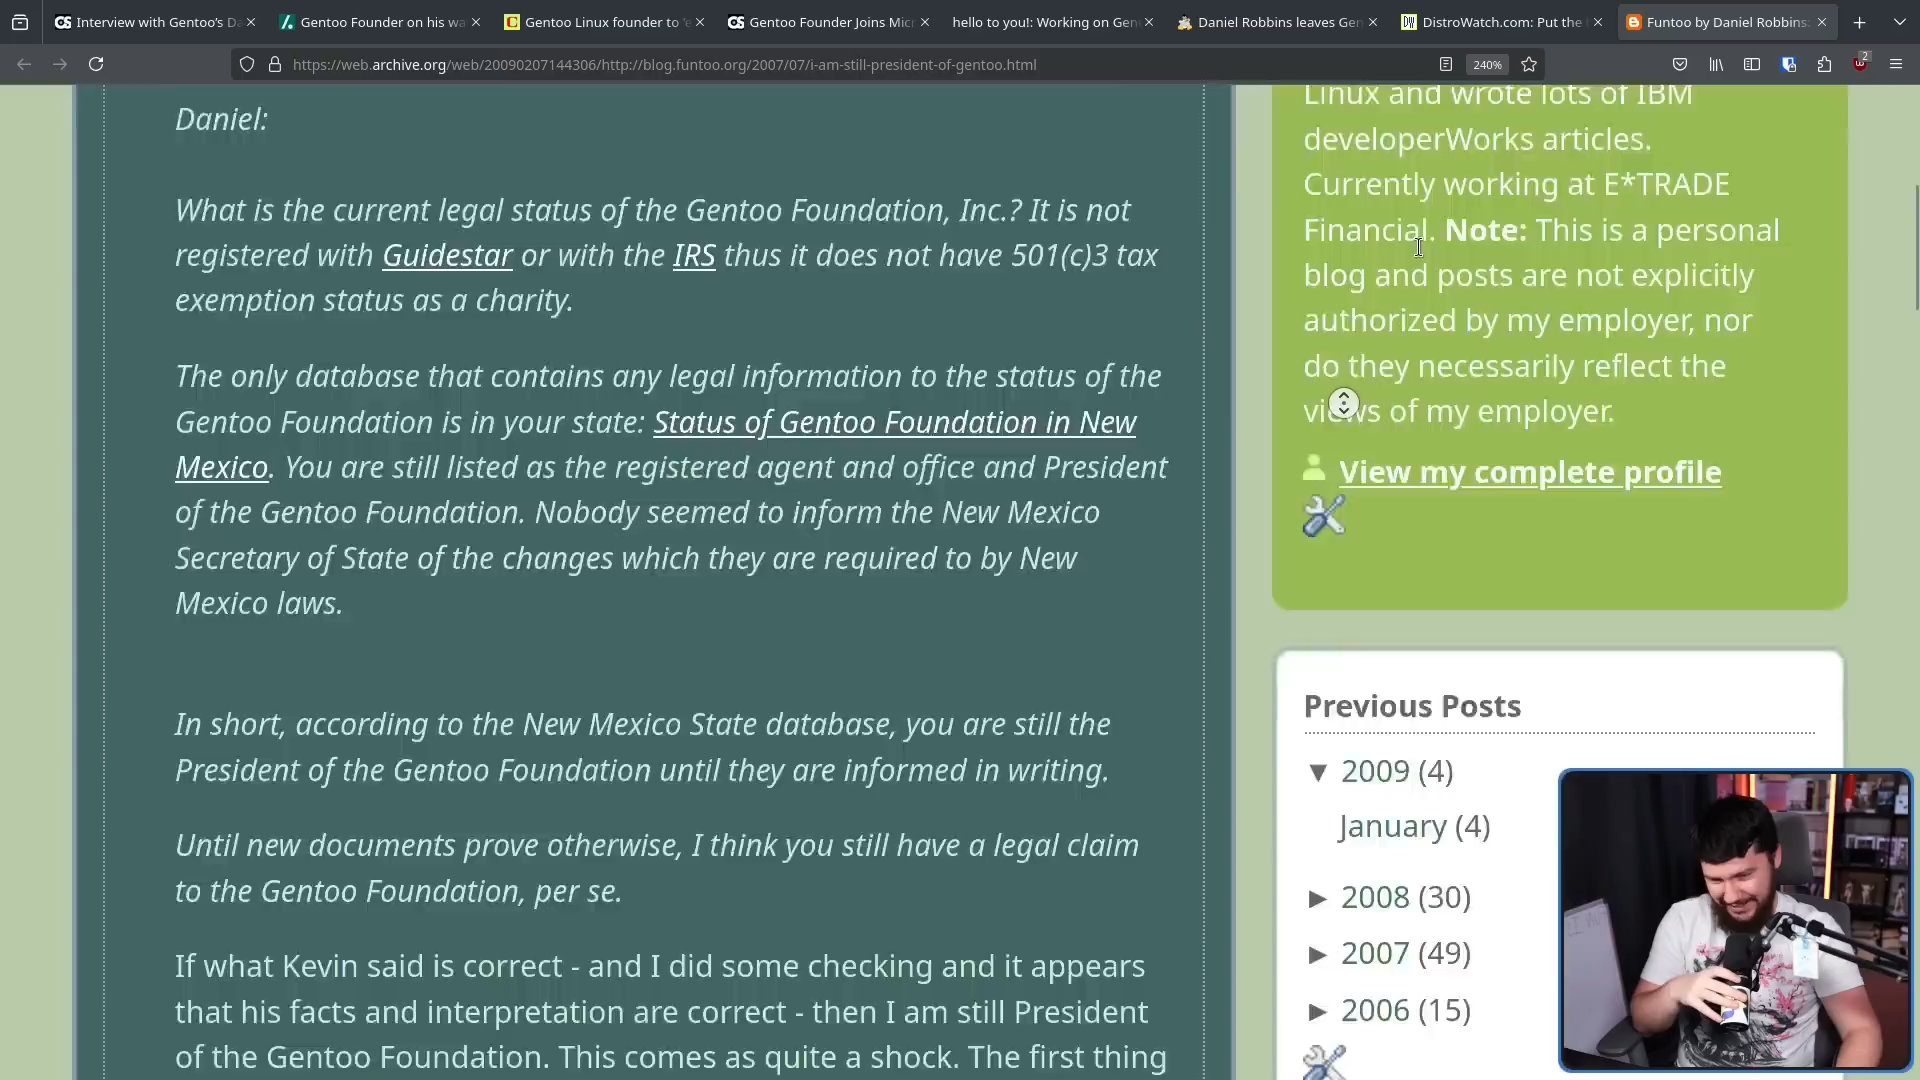 Interview with Gentoo's Da
Gentoo Founder on his wa
Gentoo Linux founder to 'e
Gentoo Founder Joins Micr
hello to you!: Working on Gen
Daniel Robbins leaves Gen
DistroWatch.com: Put the f
Funtoo by Daniel Robbins:
https://web.archive.org/web/20090207144306/http://blog.funtoo.org/2007/07/i-am-still-president-of-gentoo.html
240%
2
Daniel:
What is the current legal status of the Gentoo Foundation, Inc.? It is not
registered with Guidestar or with the IRS thus it does not have 501(c)3 tax
exemption status as a charity.
The only database that contains any legal information to the status of the
Gentoo Foundation is in your state: Status of Gentoo Foundation in New
Mexico. You are still listed as the registered agent and office and President
of the Gentoo Foundation. Nobody seemed to inform the New Mexico
Secretary of State of the changes which they are required to by New
Mexico laws.
In short, according to the New Mexico State database, you are still the
President of the Gentoo Foundation until they are informed in writing.
Until new documents prove otherwise, I think you still have a legal claim
to the Gentoo Foundation, per se.
If what Kevin said is correct - and I did some checking and it appears
that his facts and interpretation are correct - then I am still President
of the Gentoo Foundation. This comes as quite a shock. The first thing
Linux and wrote lots of IBM
developerWorks articles.
Currently working at E*TRADE
Financial. Note: This is a personal
blog and posts are not explicitly
authorized by my employer, nor
do they necessarily reflect the
views of my employer.
View my complete profile
Previous Posts
▼ 2009 (4)
January (4)
► 2008 (30)
► 2007 (49)
► 2006 (15)